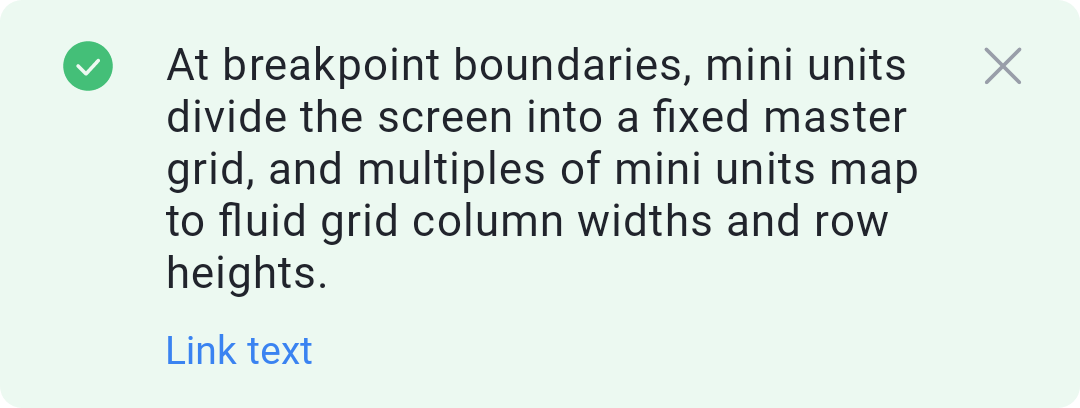 At breakpoint boundaries, mini units
divide the screen into a fixed master
grid, and multiples of mini units map
to fluid grid column widths and row
heights.
Link text